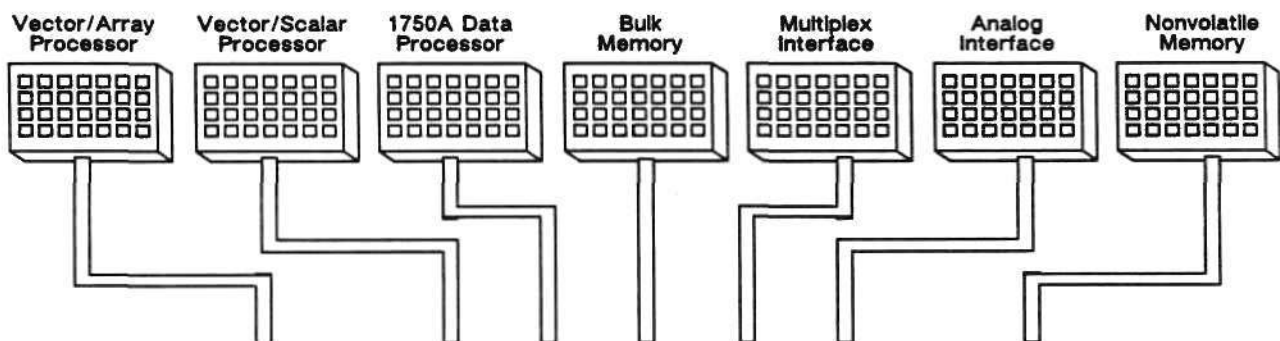 Vector/Array
Processor
Vector/Scalar
Processor
1750A Data
Processor
Bulk
Memory
Multiplex
Interface
Analog
Interface
Nonvolatile
Memory